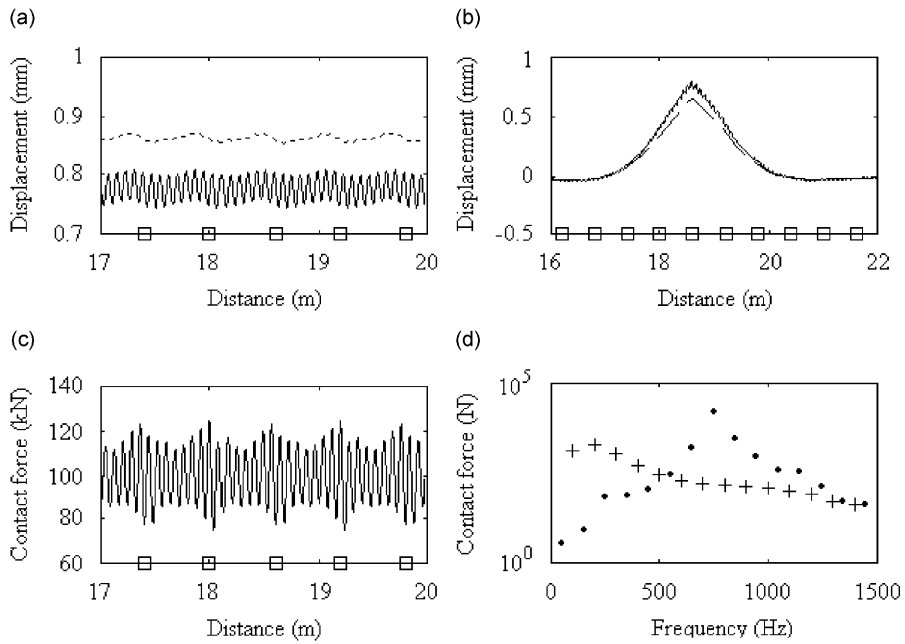 (a)
1
0.9
0.8
0.7
Displacement (mm)
17
18
19
20
Distance (m)
(b)
1
0.5
0
-0.5
Displacement (mm)
16
18
20
22
Distance (m)
(c)
140
120
100
80
60
Contact force (kN)
17
18
19
20
Distance (m)
(d)
10^5
10^0
Contact force (N)
0
500
1000
1500
Frequency (Hz)